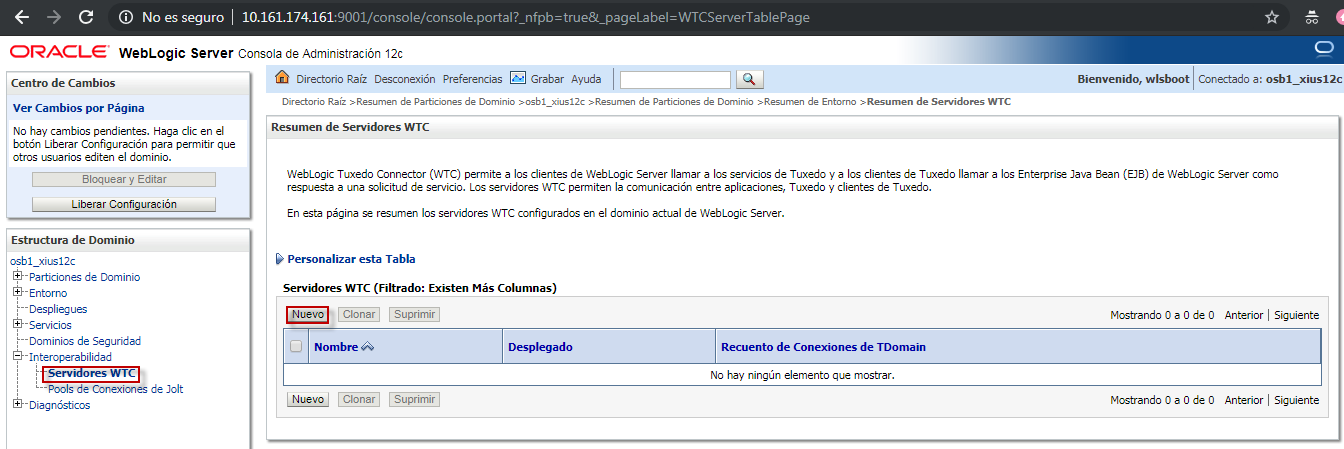 No es seguro | 10.161.174.161:9001/console/console.portal?_nfpb=true&_pageLabel=WTCServerTablePage
ORACLE WebLogic Server Consola de Administración 12c
Centro de Cambios
Ver Cambios por Página
No hay cambios pendientes. Haga clic en el
botón Liberar Configuración para permitir que
otros usuarios editen el dominio.
Bloquear y Editar
Liberar Configuración
Estructura de Dominio
osb1_xius12c
Particiones de Dominio
Entorno
Despliegues
Servicios
Dominios de Seguridad
Interoperabilidad
Servidores WTC
Pools de Conexiones de Jolt
Diagnósticos
Directorio Raíz Desconexión Preferencias Grabar Ayuda
Bienvenido, wlsboot Conectado a: osb1_xius12c
Directorio Raíz >Resumen de Particiones de Dominio >osb1_xius12c >Resumen de Particiones de Dominio >Resumen de Entorno >Resumen de Servidores WTC
Resumen de Servidores WTC
WebLogic Tuxedo Connector (WTC) permite a los clientes de WebLogic Server llamar a los servicios de Tuxedo y a los clientes de Tuxedo llamar a los Enterprise Java Bean (EJB) de WebLogic Server como
respuesta a una solicitud de servicio. Los servidores WTC permiten la comunicación entre aplicaciones, Tuxedo y clientes de Tuxedo.
En esta página se resumen los servidores WTC configurados en el dominio actual de WebLogic Server.
Personalizar esta Tabla
Servidores WTC (Filtrado: Existen Más Columnas)
Nuevo Clonar Suprimir Mostrando 0 a 0 de 0 Anterior | Siguiente
Nombre Desplegado Recuento de Conexiones de TDomain
No hay ningún elemento que mostrar.
Nuevo Clonar Suprimir Mostrando 0 a 0 de 0 Anterior | Siguiente